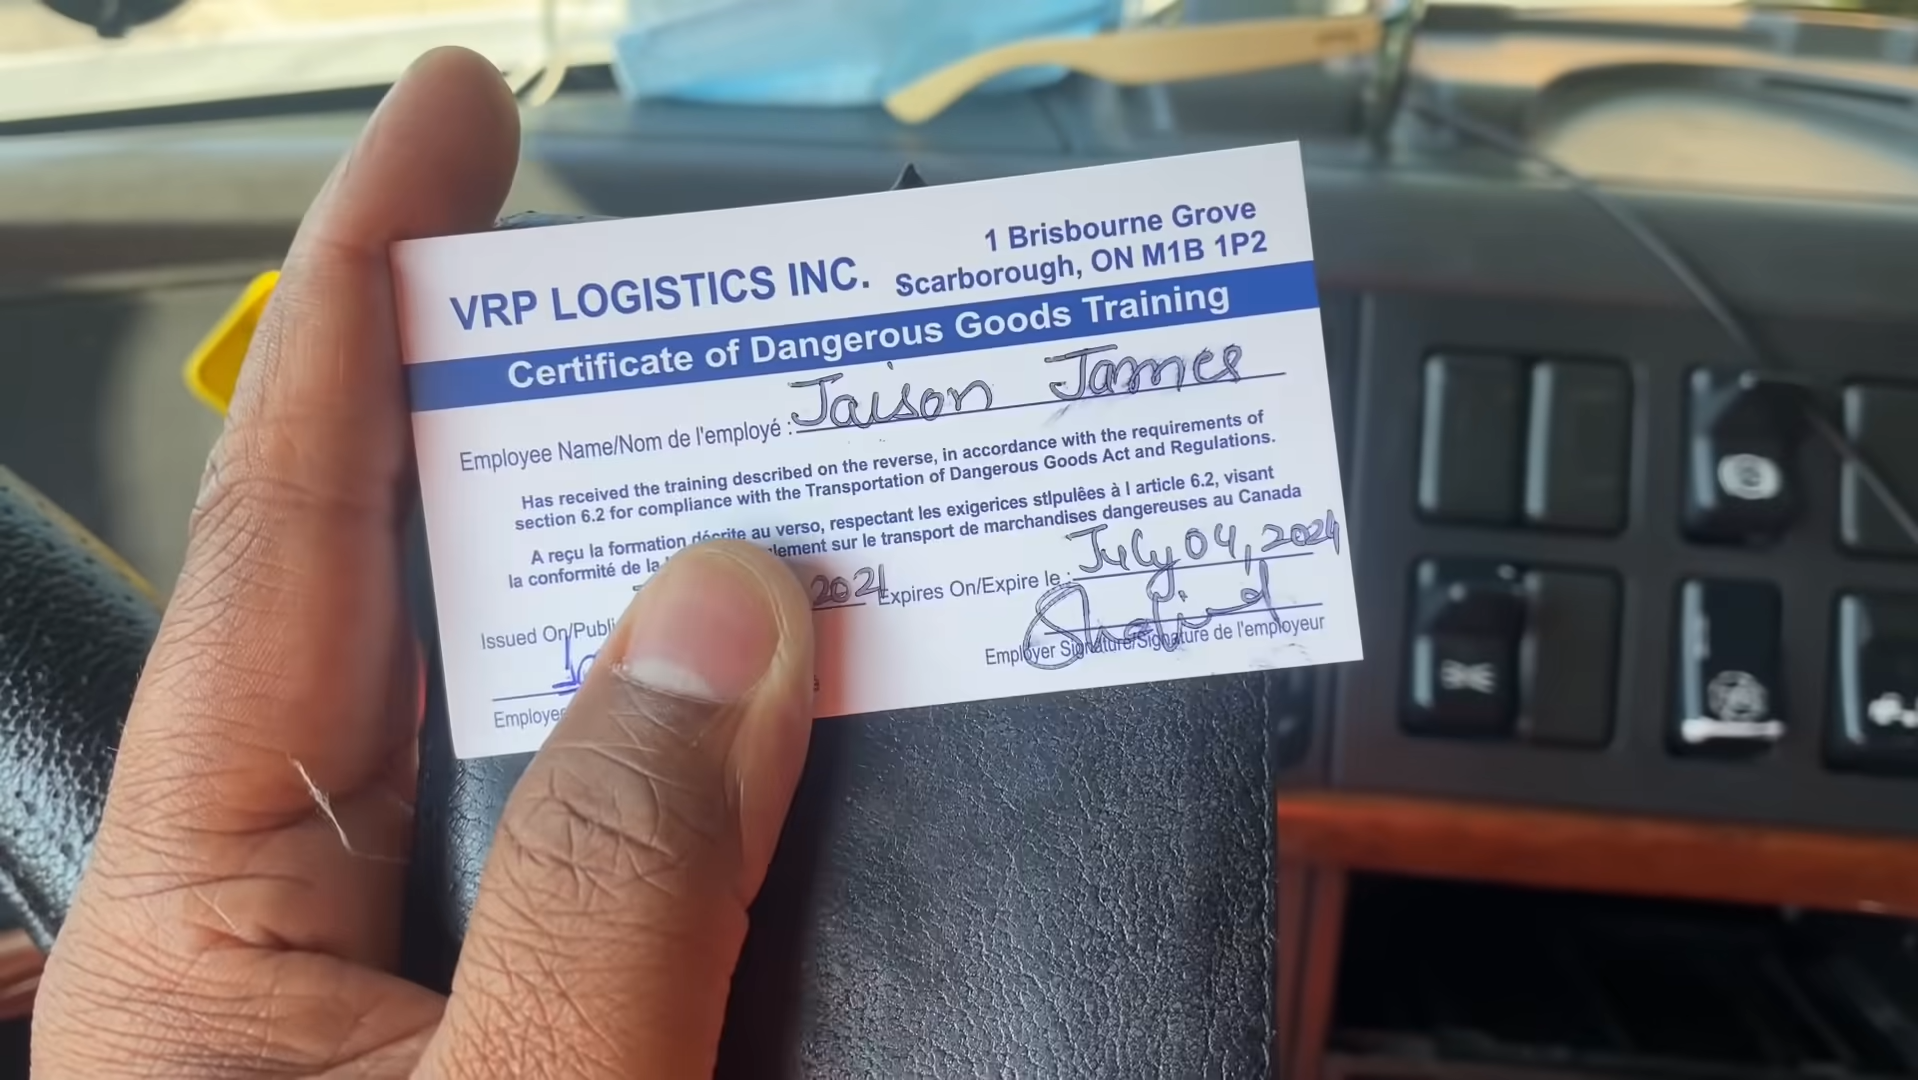 VRP LOGISTICS INC.
1 Brisbourne Grove
Scarborough, ON M1B 1P2
Certificate of Dangerous Goods Training
Employee Name/Nom de l'employé : Jaison James
Has received the training described on the reverse, in accordance with the requirements of
section 6.2 for compliance with the Transportation of Dangerous Goods Act and Regulations.
A reçu la formation décrite au verso, respectant les exigerices stlpulêes à l article 6.2, visant
la conformité de la lement sur le transport de marchandises dangereuses au Canada
Issued On/Publi 2021 Expires On/Expire le : July 04, 2024
Employer Signature/Signature de l'employeur
Employe